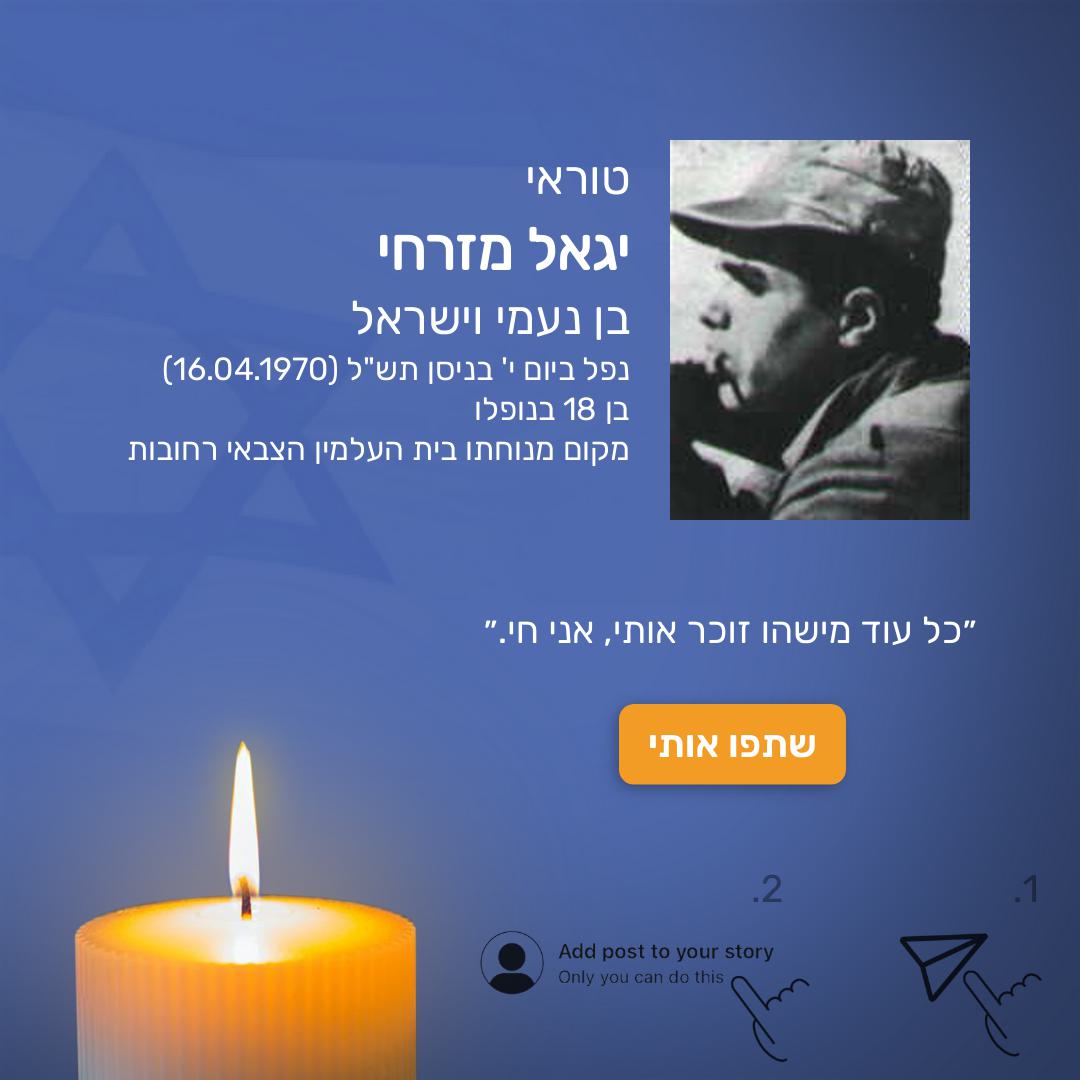 טוראי
יגאל מזרחי
בן נעמי וישראל
נפל ביום י' בניסן תש"ל (16.04.1970)
בן 18 בנופלו
מקום מנוחתו בית העלמין הצבאי רחובות
"כל עוד מישהו זוכר אותי, אני חי."
שתפו אותי
1.
2.
Add post to your story
Only you can do this